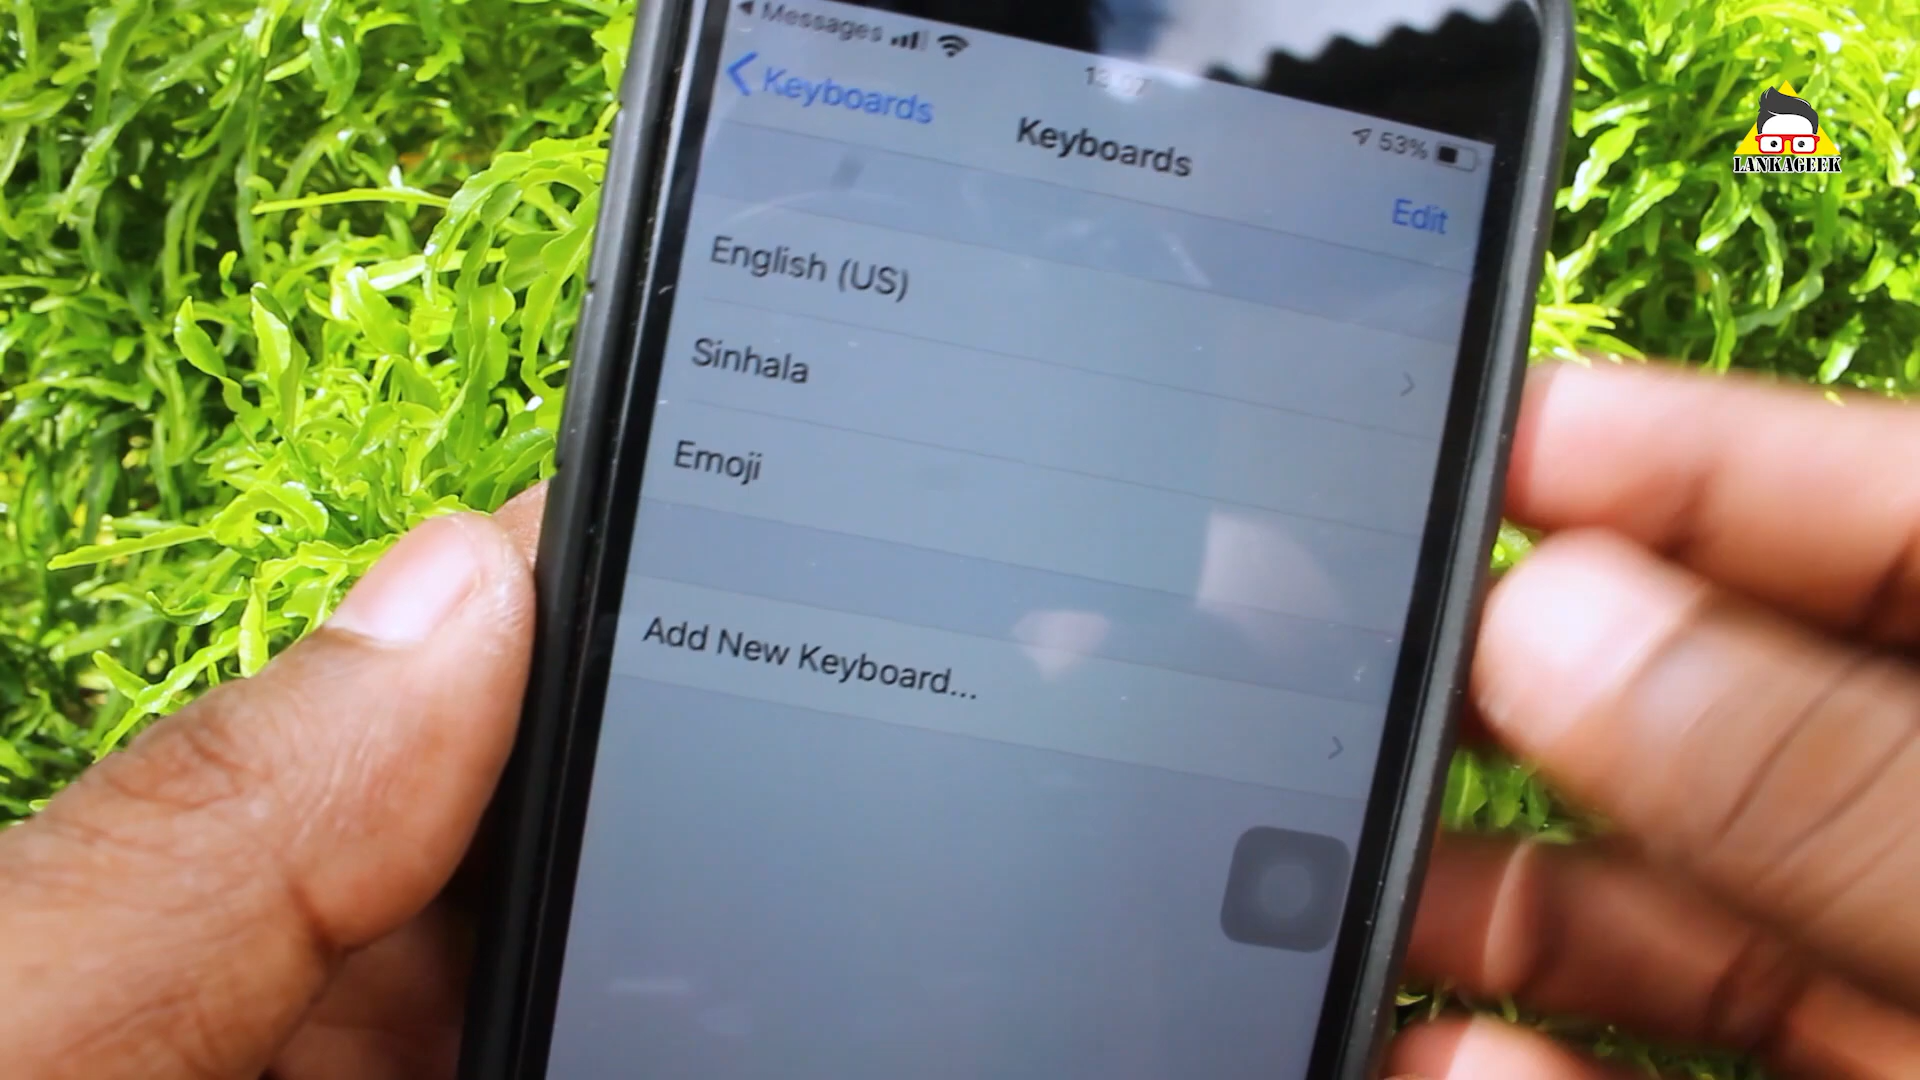 Messages
Keyboards
Keyboards
53%
Edit
English (US)
Sinhala
Emoji
Add New Keyboard...
LANKAGEEK